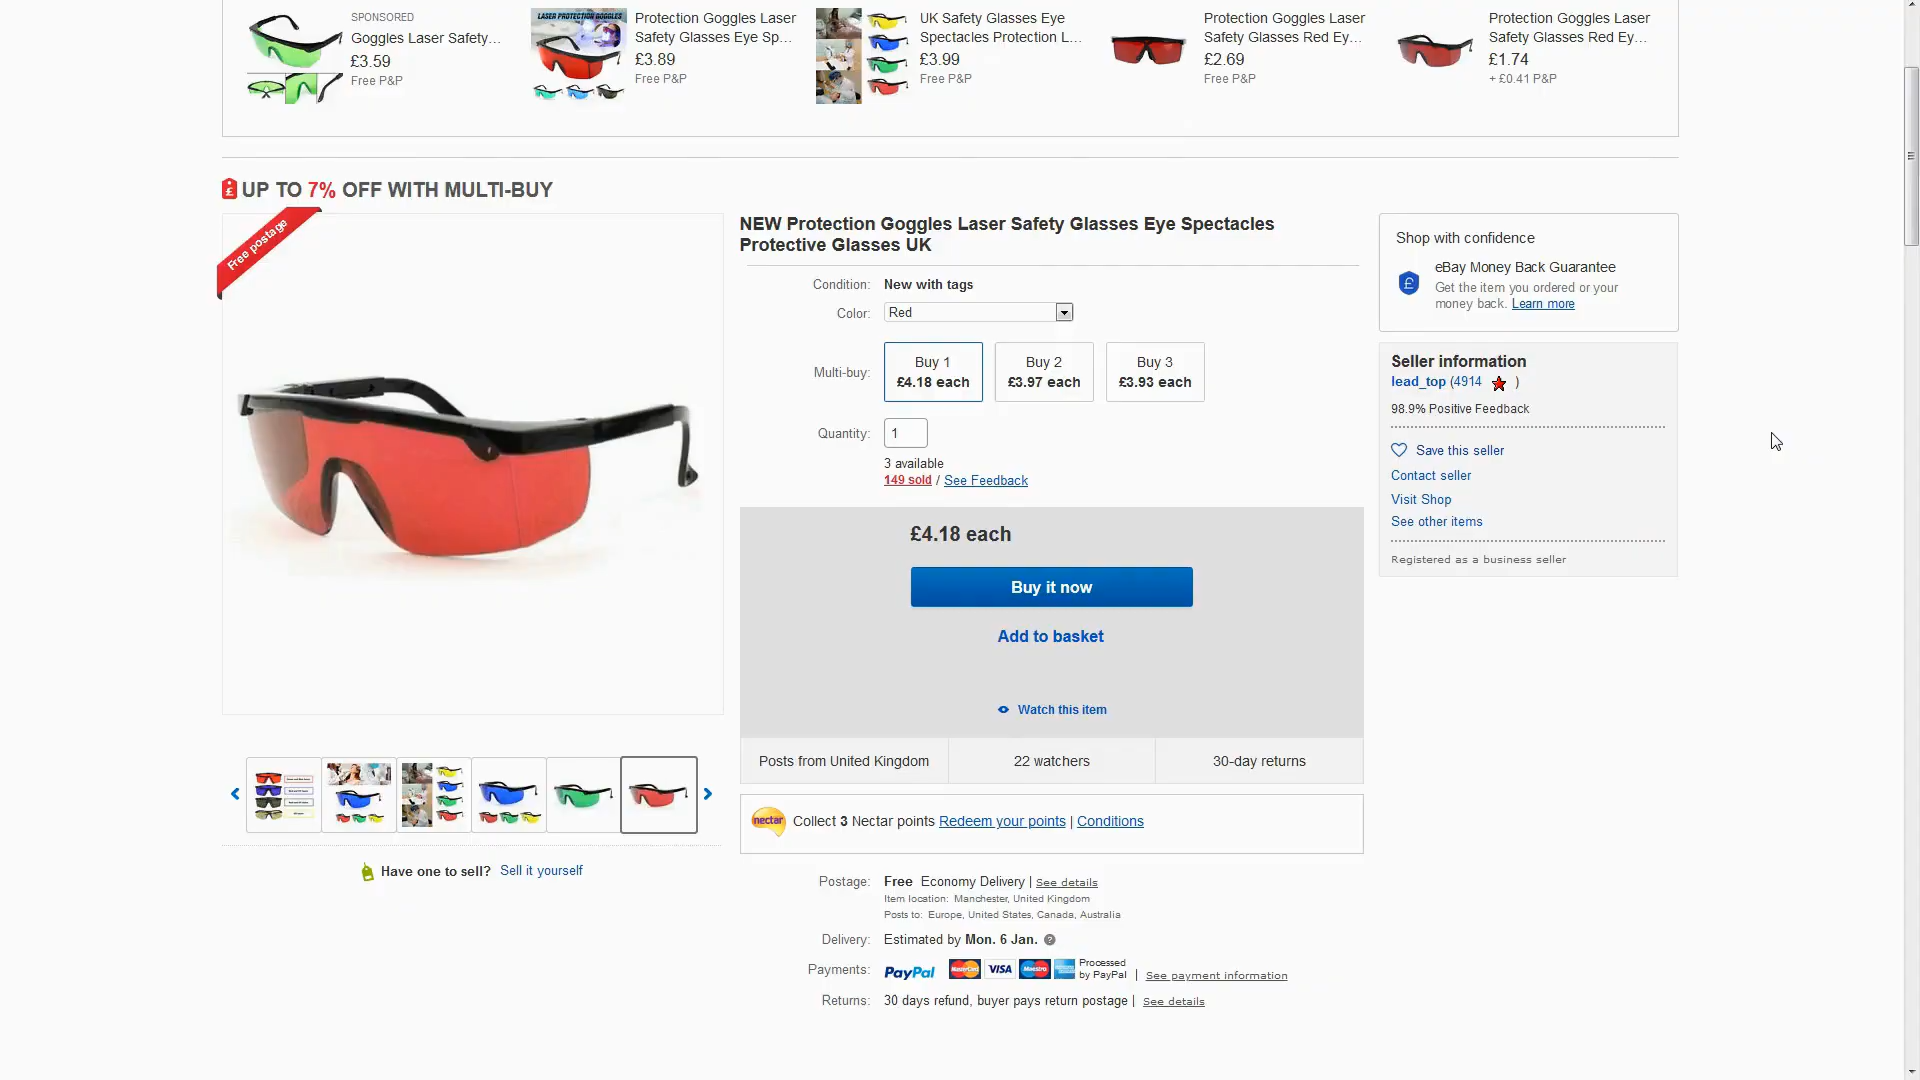 SPONSORED
Goggles Laser Safety...
£3.59
Free P&P
LASER PROTECTION GOGGLES
Protection Goggles Laser
Safety Glasses Eye Sp...
£3.89
Free P&P
UK Safety Glasses Eye
Spectacles Protection L...
£3.99
Free P&P
Protection Goggles Laser
Safety Glasses Red Ey...
£2.69
Free P&P
Protection Goggles Laser
Safety Glasses Red Ey...
£1.74
+ £0.41 P&P
£ UP TO 7% OFF WITH MULTI-BUY
Free postage
NEW Protection Goggles Laser Safety Glasses Eye Spectacles
Protective Glasses UK
Condition: New with tags
Color: Red
Multi-buy:
Buy 1
£4.18 each
Buy 2
£3.97 each
Buy 3
£3.93 each
Quantity: 1
3 available
149 sold / See Feedback
£4.18 each
Buy it now
Add to basket
Watch this item
Posts from United Kingdom
22 watchers
30-day returns
nectar
Collect 3 Nectar points Redeem your points | Conditions
Postage: Free Economy Delivery | See details
Item location: Manchester, United Kingdom
Posts to: Europe, United States, Canada, Australia
Delivery: Estimated by Mon. 6 Jan. ?
Payments: PayPal MasterCard VISA Maestro
Processed
by PayPal | See payment information
Returns: 30 days refund, buyer pays return postage | See details
Have one to sell? Sell it yourself
Shop with confidence
£
eBay Money Back Guarantee
Get the item you ordered or your
money back. Learn more
Seller information
lead_top (4914 )
98.9% Positive Feedback
Save this seller
Contact seller
Visit Shop
See other items
Registered as a business seller